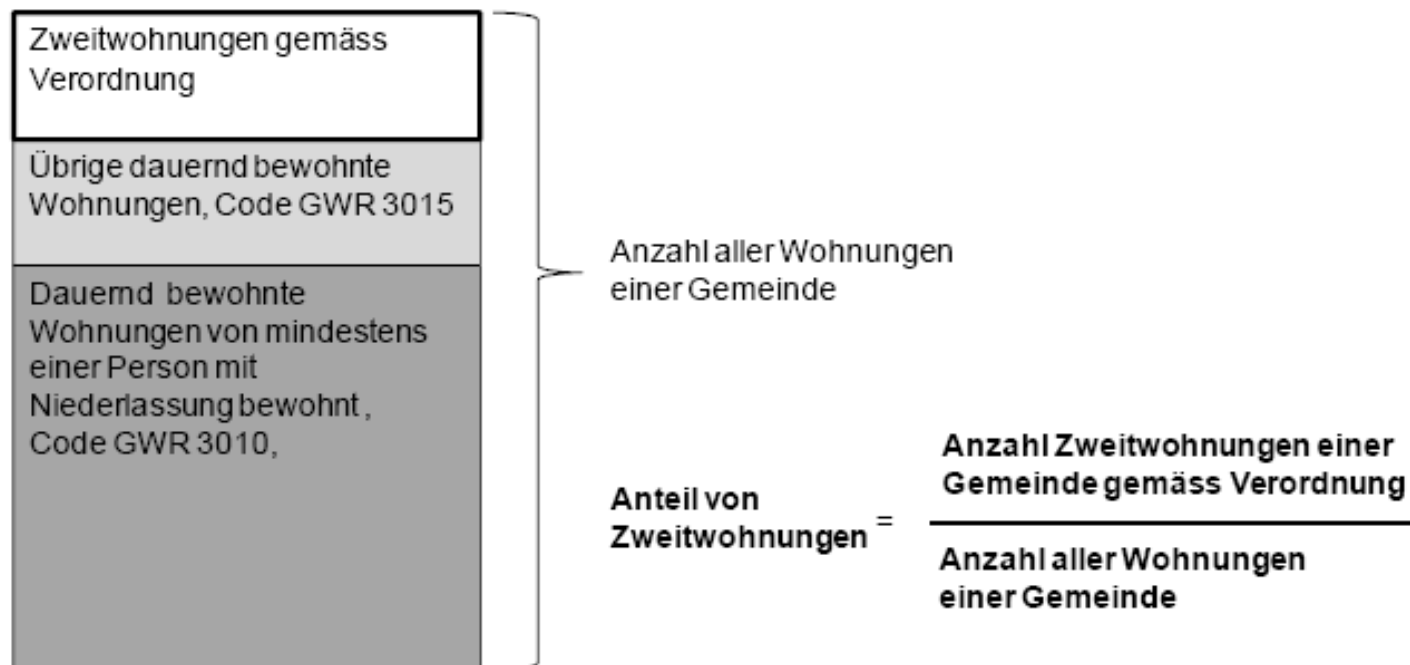 Zweitwohnungen gemäss
Verordnung
Übrige dauernd bewohnte
Wohnungen, Code GWR 3015
Dauernd bewohnte
Wohnungen von mindestens
einer Person mit
Niederlassung bewohnt ,
Code GWR 3010,
Anzahl aller Wohnungen
einer Gemeinde
Anteil von
Zweitwohnungen =
Anzahl Zweitwohnungen einer
Gemeinde gemäss Verordnung
Anzahl aller Wohnungen
einer Gemeinde